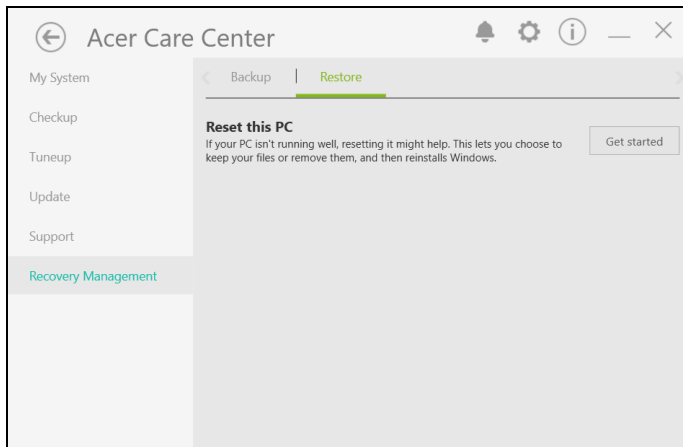 Acer Care Center
My System
Checkup
Tuneup
Update
Support
Recovery Management
Backup
Restore
Reset this PC
If your PC isn't running well, resetting it might help. This lets you choose to
keep your files or remove them, and then reinstalls Windows.
Get started